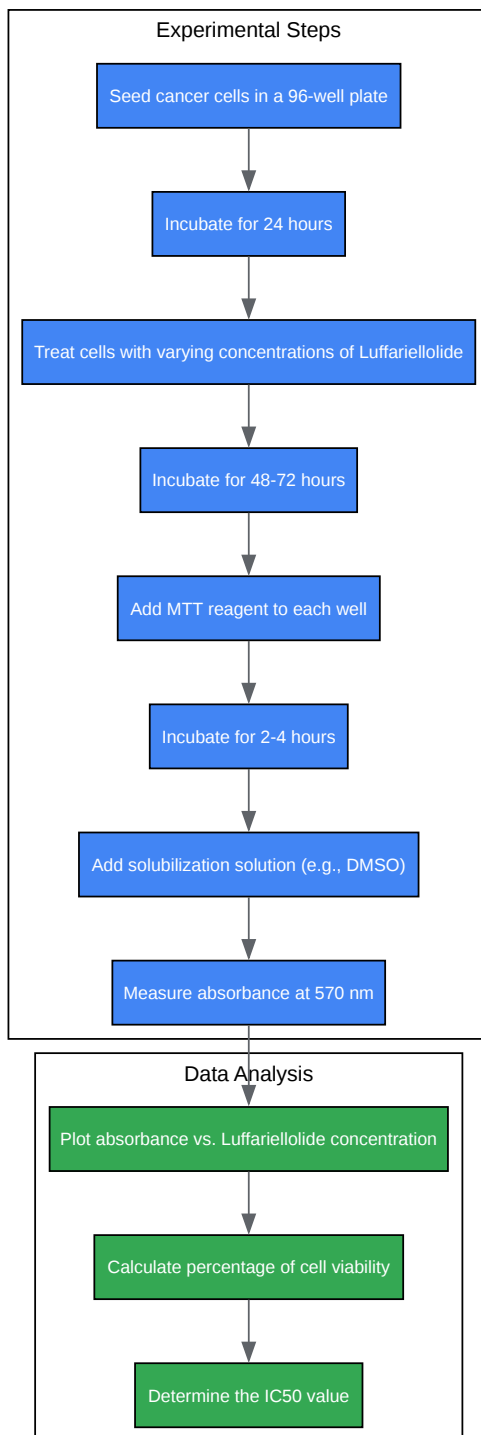 Experimental Steps
Seed cancer cells in a 96-well plate
Incubate for 24 hours
Treat cells with varying concentrations of Luffariellolide
Incubate for 48-72 hours
Add MTT reagent to each well
Incubate for 2-4 hours
Add solubilization solution (e.g., DMSO)
Measure absorbance at 570 nm
Data Analysis
Plot absorbance vs. Luffariellolide concentration
Calculate percentage of cell viability
Determine the IC50 value